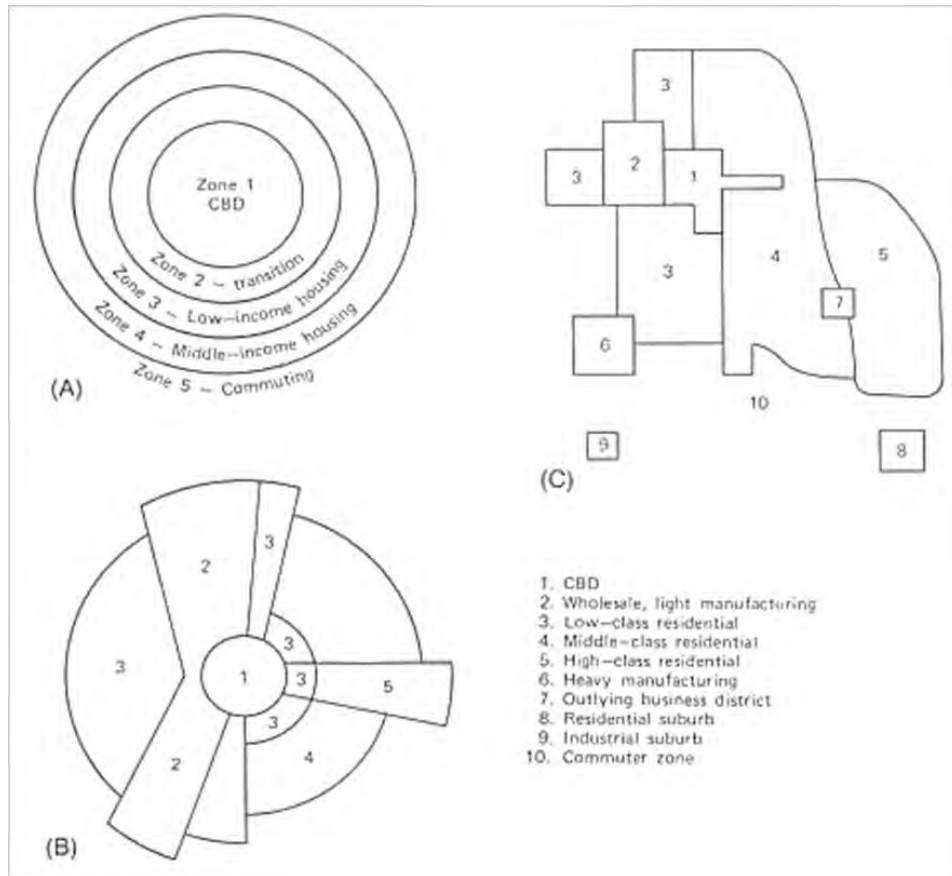 Zone 1
CBD
Zone 2 – transition
Zone 3 – Low–income housing
Zone 4 – Middle–income housing
Zone 5 – Commuting
(A)
3
3
2
1
3
4
5
7
6
10
9
8
(C)
2
3
3
3
1
3
5
3
4
2
(B)
1. CBD
2. Wholesale, light manufacturing
3. Low–class residential
4. Middle–class residential
5. High–class residential
6. Heavy manufacturing
7. Outlying business district
8. Residential suburb
9. Industrial suburb
10. Commuter zone